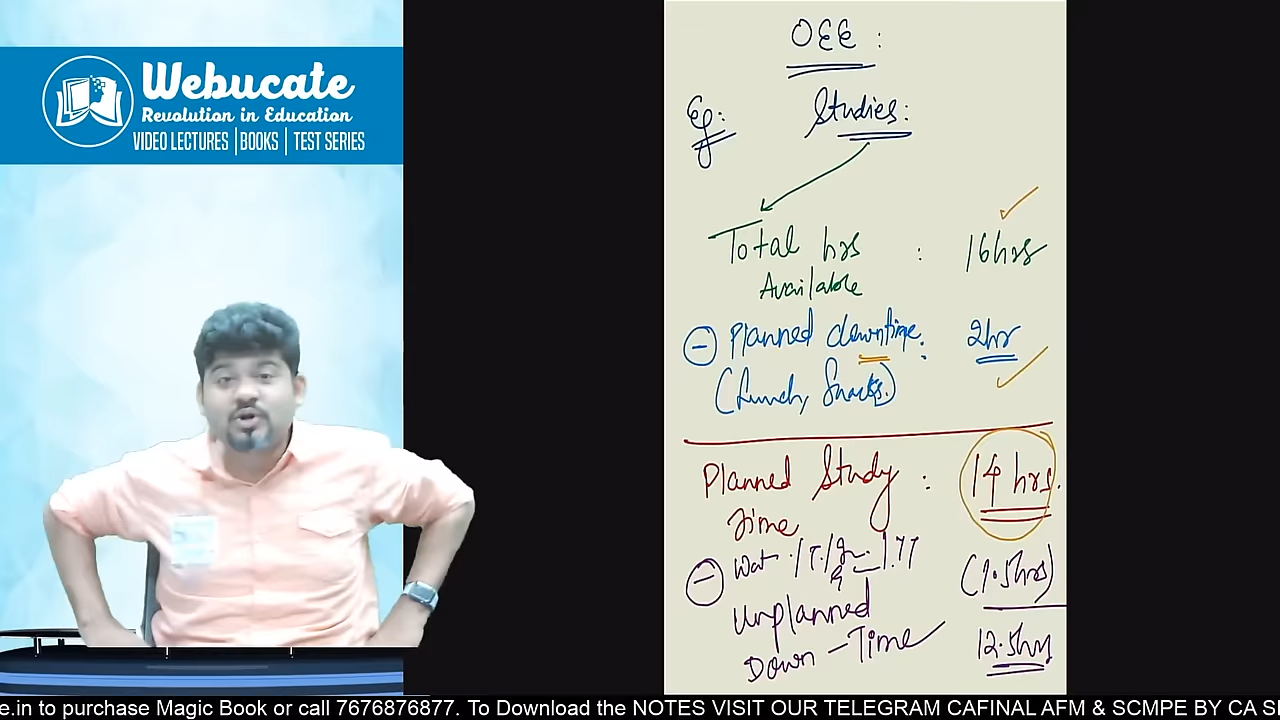 Webucate
Revolution in Education
VIDEO LECTURES | BOOKS | TEST SERIES
OEE :
Eg: Studies:
Total hrs : 16hrs
Available
Planned downtime : 2hr
(Lunch, Snacks.)
Planned Study : 14 hrs.
Time
(1.5hrs)
Unplanned
Down-Time 12.5hrs
e.in to purchase Magic Book or call 7676876877. To Download the NOTES VISIT OUR TELEGRAM CAFINAL AFM & SCMPE BY CA S